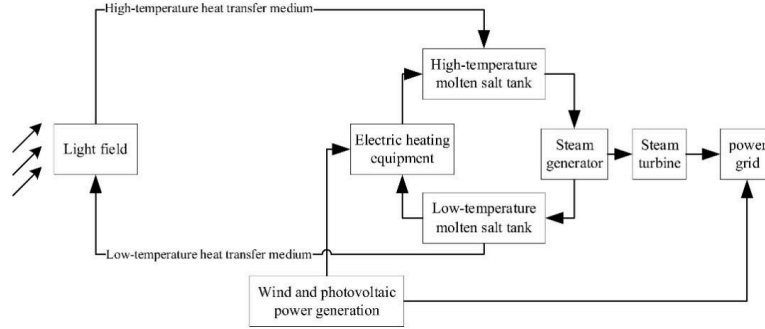 High-temperature heat transfer medium
High-temperature
molten salt tank
Light field
Electric heating
equipment
Steam
generator
Steam
turbine
power
grid
Low-temperature
molten salt tank
Low-temperature heat transfer medium
Wind and photovoltaic
power generation